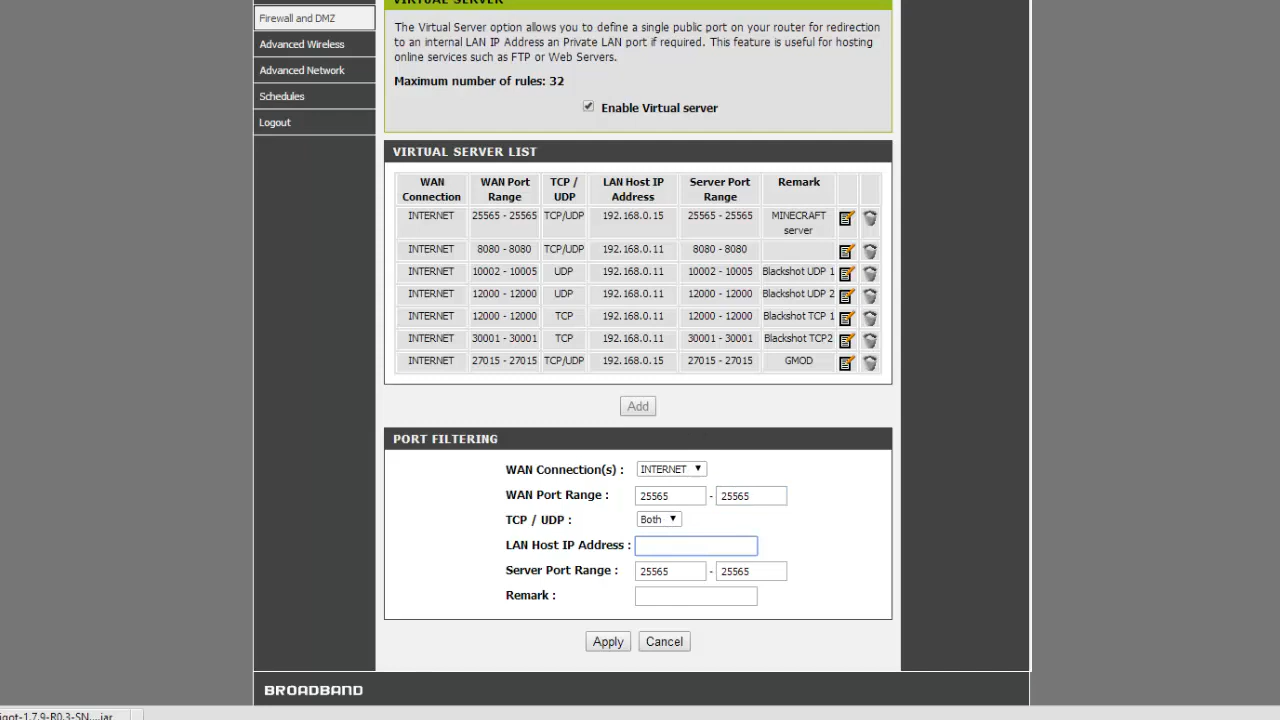 VIRTUAL SERVER
Firewall and DMZ
Advanced Wireless
Advanced Network
Schedules
Logout
The Virtual Server option allows you to define a single public port on your router for redirection
to an internal LAN IP Address an Private LAN port if required. This feature is useful for hosting
online services such as FTP or Web Servers.
Maximum number of rules: 32
Enable Virtual server
VIRTUAL SERVER LIST
WAN Connection WAN Port Range TCP / UDP LAN Host IP Address Server Port Range Remark
INTERNET 25565 - 25565 TCP/UDP 192.168.0.15 25565 - 25565 MINECRAFT server
INTERNET 8080 - 8080 TCP/UDP 192.168.0.11 8080 - 8080
INTERNET 10002 - 10005 UDP 192.168.0.11 10002 - 10005 Blackshot UDP 1
INTERNET 12000 - 12000 UDP 192.168.0.11 12000 - 12000 Blackshot UDP 2
INTERNET 12000 - 12000 TCP 192.168.0.11 12000 - 12000 Blackshot TCP 1
INTERNET 30001 - 30001 TCP 192.168.0.11 30001 - 30001 Blackshot TCP2
INTERNET 27015 - 27015 TCP/UDP 192.168.0.15 27015 - 27015 GMOD
Add
PORT FILTERING
WAN Connection(s) : INTERNET
WAN Port Range : 25565 - 25565
TCP / UDP : Both
LAN Host IP Address :
Server Port Range : 25565 - 25565
Remark :
Apply Cancel
BROADBAND
igot-1.7.9-R0.3-SN....jar